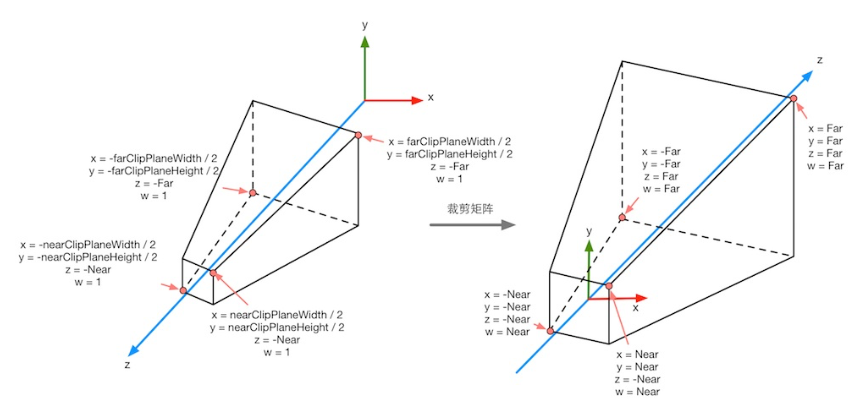 y
x
x = farClipPlaneWidth / 2
y = farClipPlaneHeight / 2
z = -Far
w = 1
x = -farClipPlaneWidth / 2
y = -farClipPlaneHeight / 2
z = -Far
w = 1
x = -nearClipPlaneWidth / 2
y = -nearClipPlaneHeight / 2
z = -Near
w = 1
x = nearClipPlaneWidth / 2
y = nearClipPlaneHeight / 2
z = -Near
w = 1
z
裁剪矩阵
z
x = Far
y = Far
z = Far
w = Far
x = -Far
y = -Far
z = Far
w = Far
y
x
x = -Near
y = -Near
z = -Near
w = Near
x = Near
y = Near
z = -Near
w = Near